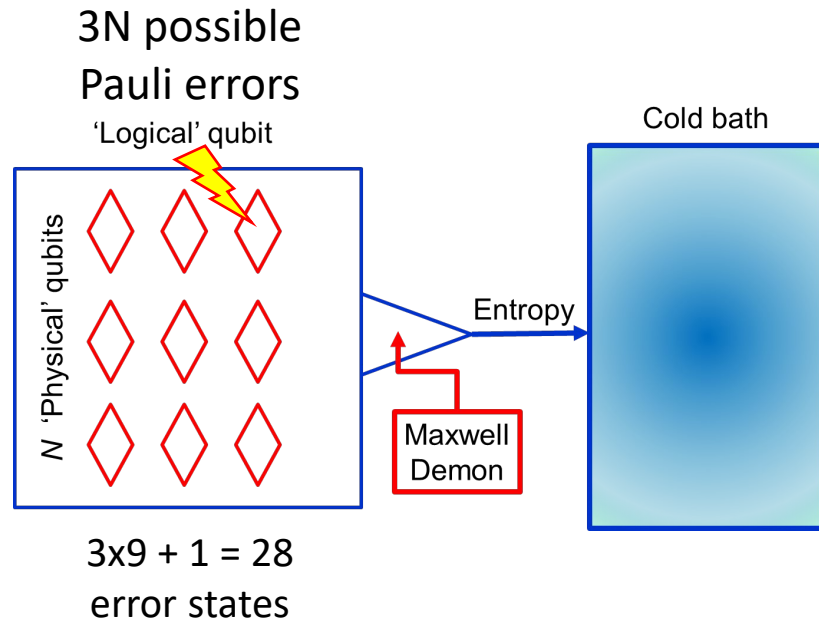 3N possible
Pauli errors
‘Logical’ qubit
N ‘Physical’ qubits
Entropy
Maxwell
Demon
Cold bath
3x9 + 1 = 28
error states